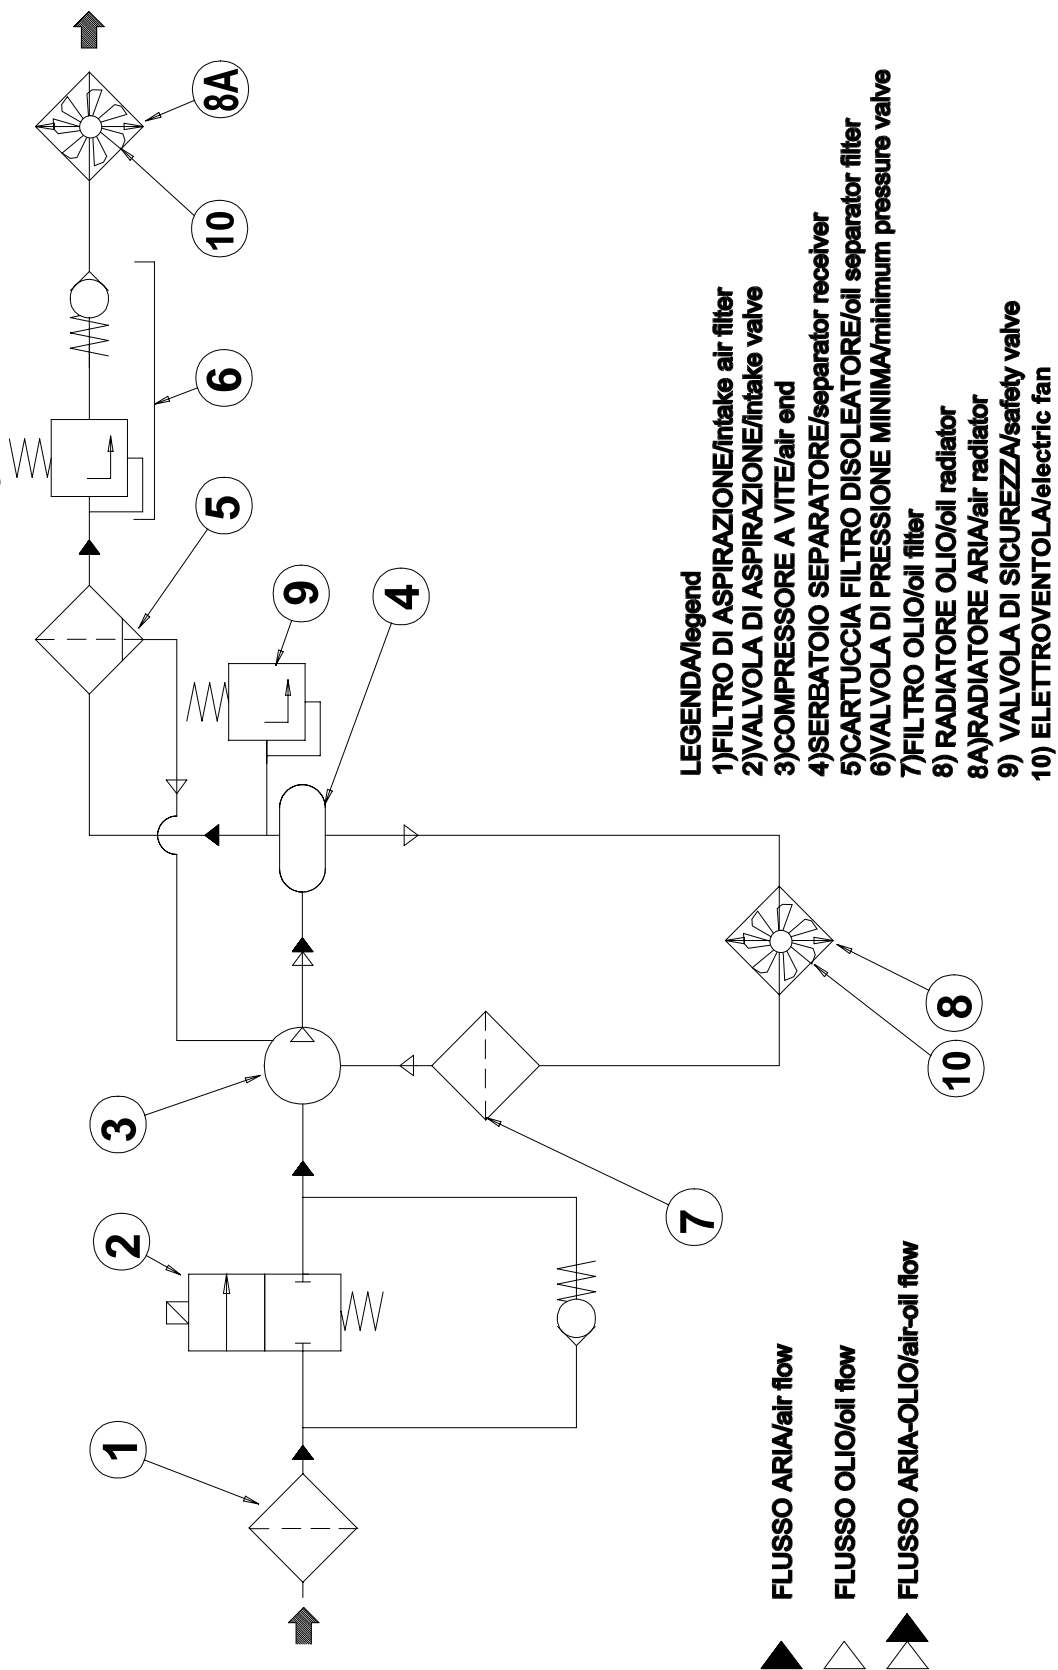 1
2
3
4
5
6
7
8
8A
9
10
10
LEGENDA/legend
1)FILTRO DI ASPIRAZIONE/intake air filter
2)VALVOLA DI ASPIRAZIONE/intake valve
3)COMPRESSORE A VITE/air end
4)SERBATOIO SEPARATORE/separator receiver
5)CARTUCCIA FILTRO DISOLEATORE/oil separator filter
6)VALVOLA DI PRESSIONE MINIMA/minimum pressure valve
7)FILTRO OLIO/oil filter
8) RADIATORE OLIO/oil radiator
8A)RADIATORE ARIA/air radiator
9) VALVOLA DI SICUREZZA/safety valve
10) ELETTROVENTOLA/electric fan
FLUSSO ARIA/air flow
FLUSSO OLIO/oil flow
FLUSSO ARIA-OLIO/air-oil flow